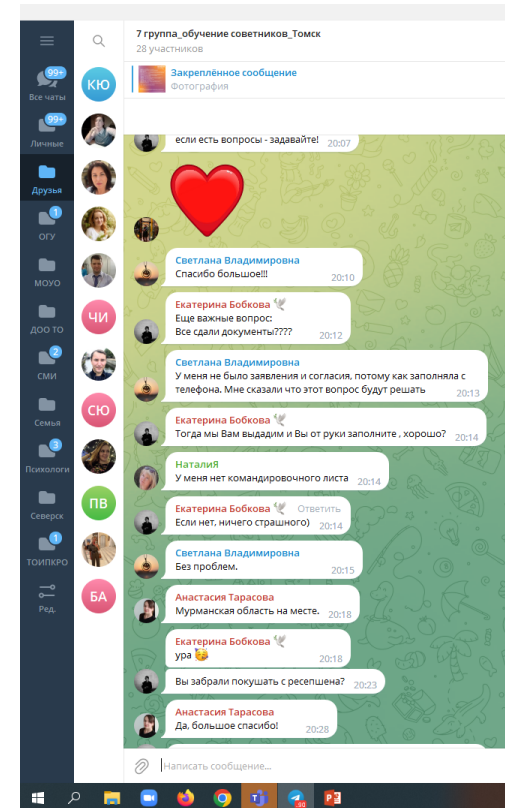 7 группа_обучение советников_Томск
28 участников
Закреплённое сообщение
Фотография
99+
Все чаты
99+
Личные
Друзья
1
ОГУ
МОУО
ДОО ТО
2
СМИ
Семья
3
Психологи
Северск
1
ТОИПКРО
Ред.
КЮ
ЧИ
СЮ
ПВ
БА
если есть вопросы - задавайте! 20:07
Светлана Владимировна
Спасибо большое!!! 20:10
Екатерина Бобкова
Еще важные вопрос:
Все сдали документы???? 20:12
Светлана Владимировна
У меня не было заявления и согласия, потому как заполняла с
телефона. Мне сказали что этот вопрос будут решать 20:13
Екатерина Бобкова
Тогда мы Вам выдадим и Вы от руки заполните , хорошо? 20:14
НаталиЯ
У меня нет командировочного листа 20:14
Екатерина Бобкова Ответить
Если нет, ничего страшного) 20:14
Светлана Владимировна
Без проблем. 20:15
Анастасия Тарасова
Мурманская область на месте. 20:18
Екатерина Бобкова
ура 20:18
Вы забрали покушать с ресепшена? 20:23
Анастасия Тарасова
Да, большое спасибо! 20:28
Написать сообщение...